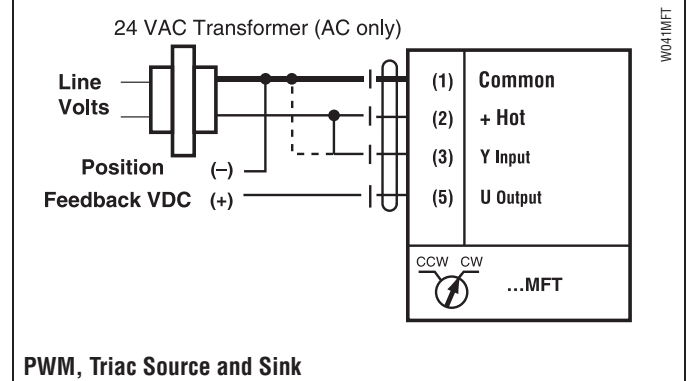 24 VAC Transformer (AC only)
W041MFT
Line
Volts
(1) Common
(2) + Hot
(3) Y Input
Position (–)
Feedback VDC (+)
(5) U Output
CCW CW
...MFT
PWM, Triac Source and Sink